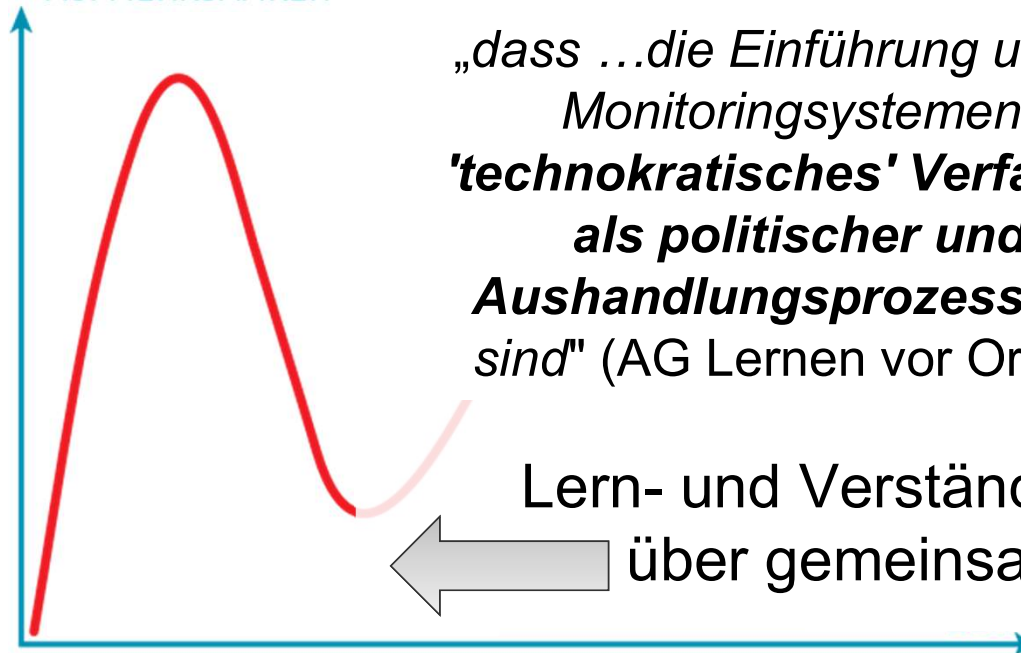 „dass …die Einführung u
Monitoringsystemen
'technokratisches' Verfa
als politischer und
Aushandlungsprozess
sind" (AG Lernen vor Or
Lern- und Verständ
über gemeinsa